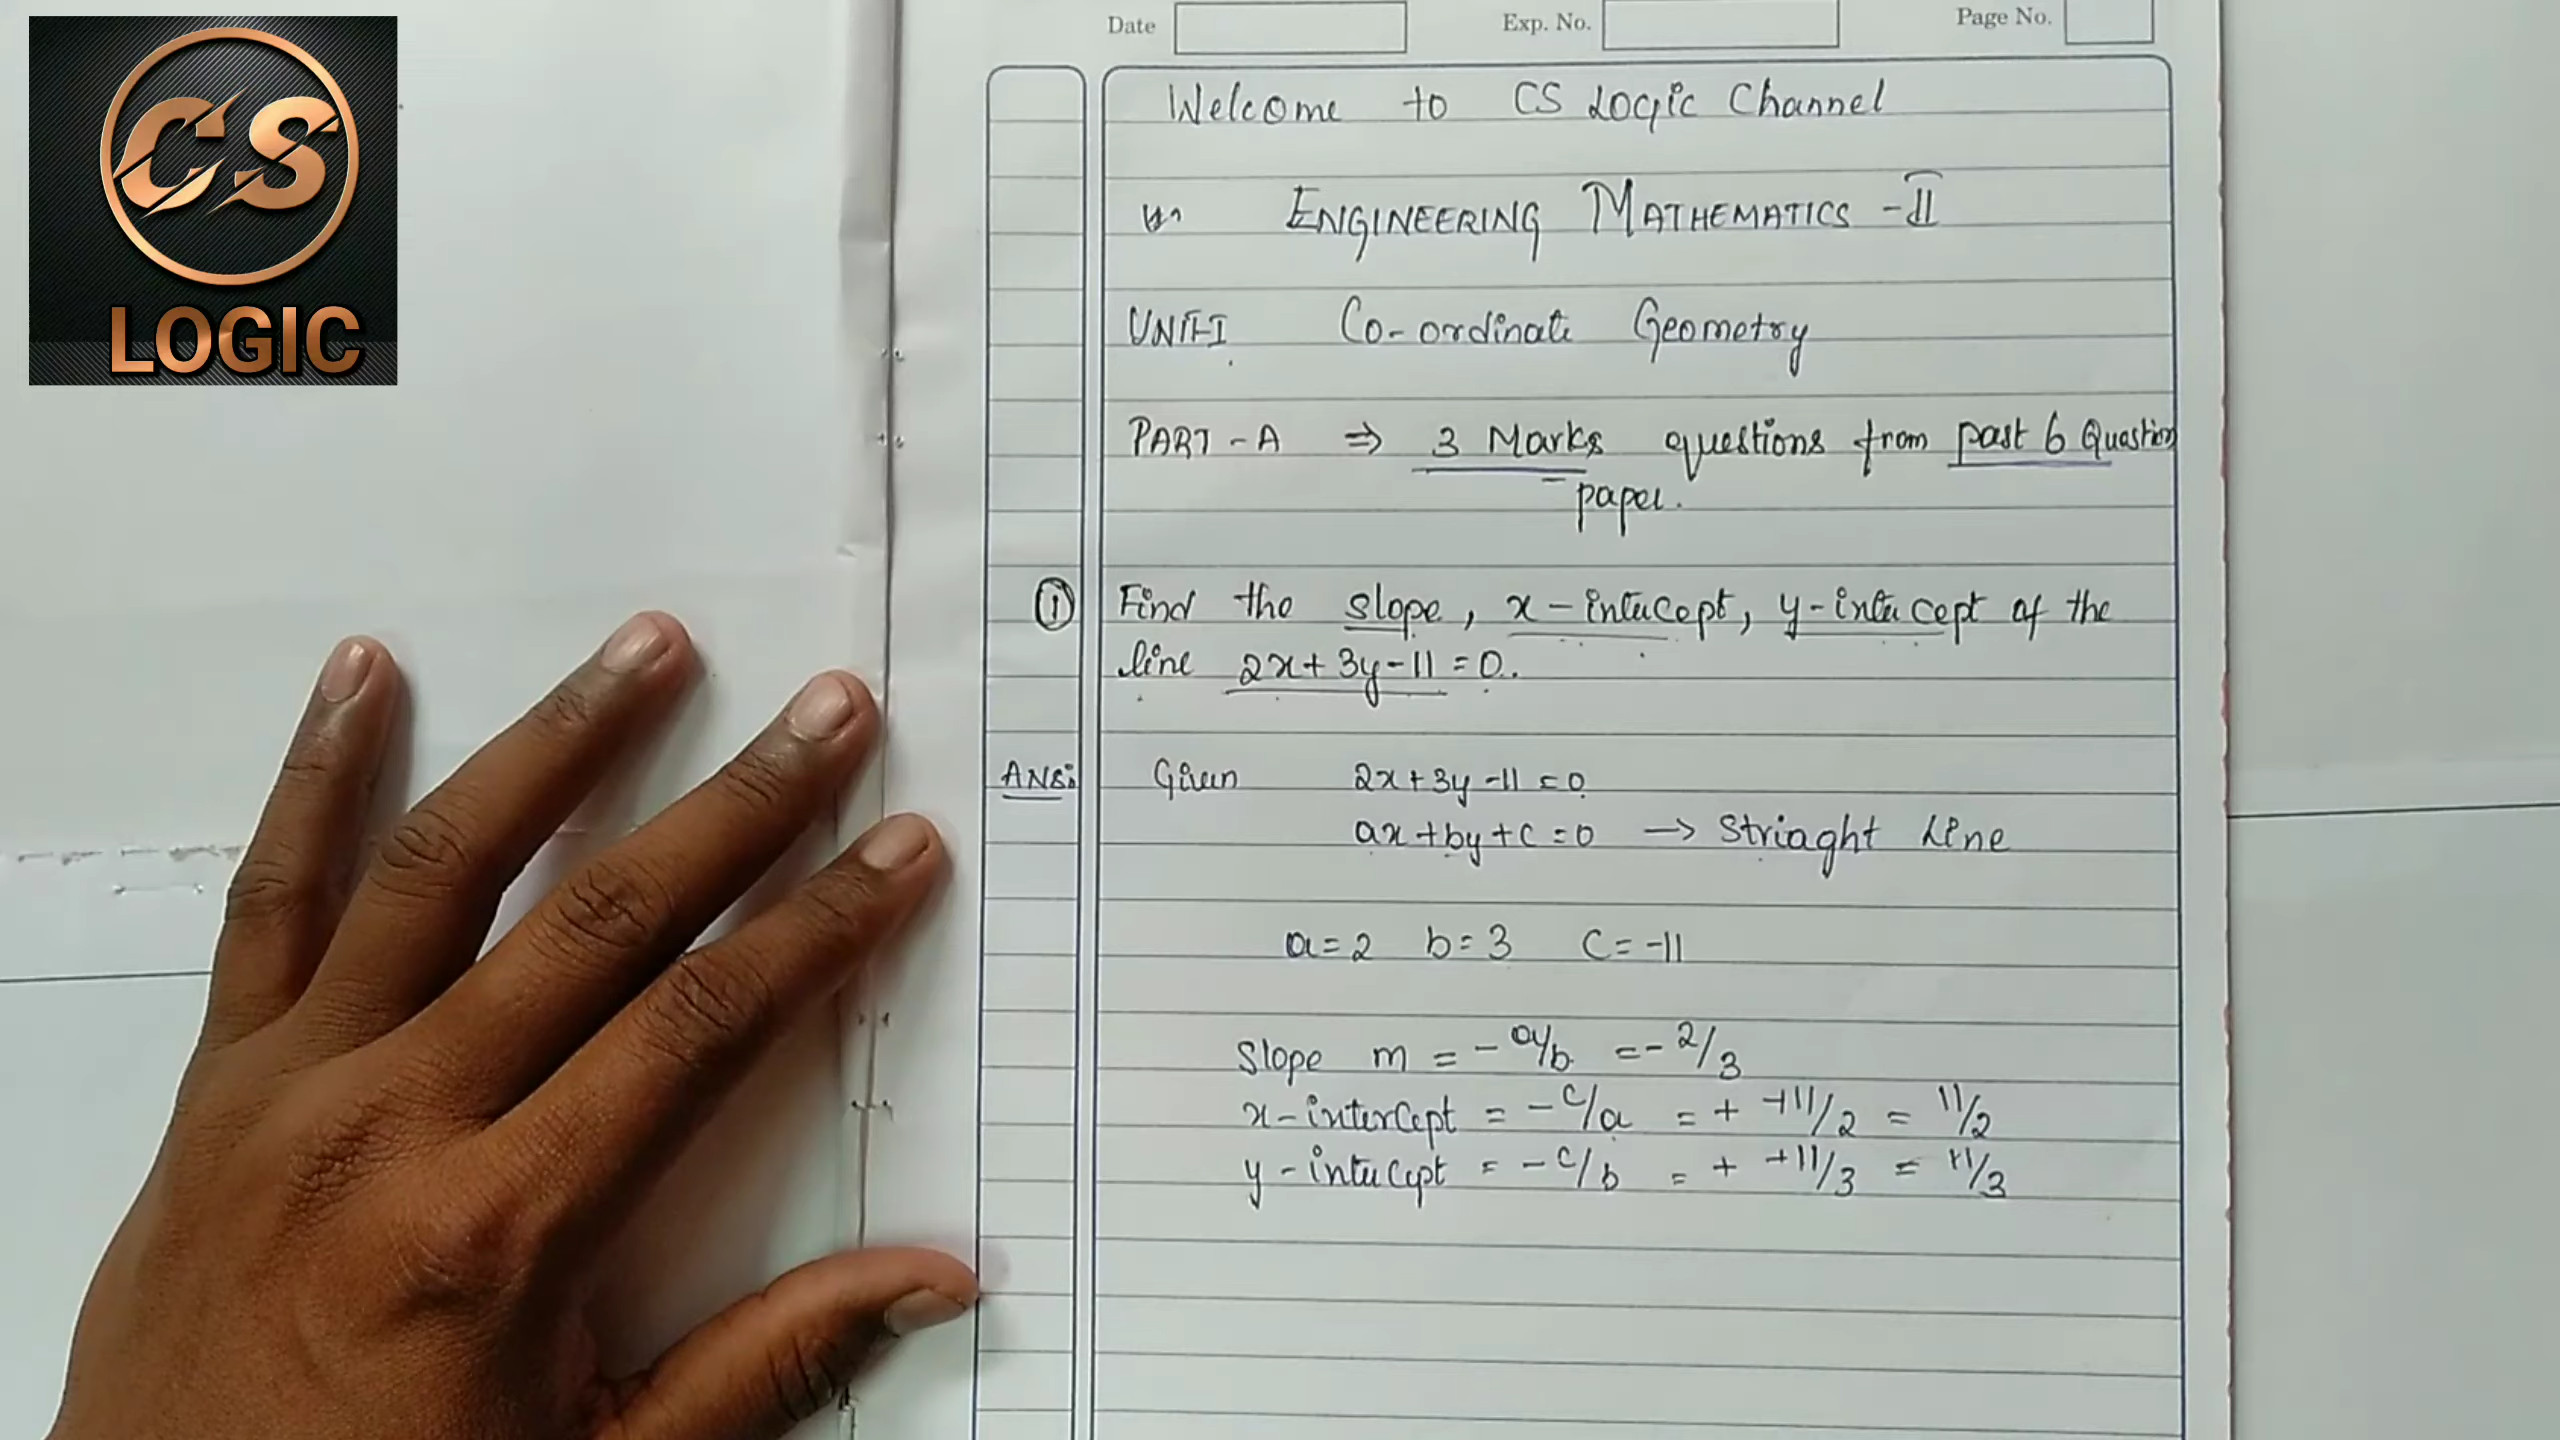 CS
LOGIC
Date Exp. No. Page No.
Welcome to CS Logic Channel
ENGINEERING MATHEMATICS - II
UNIT-I Co-ordinate Geometry
PART - A ⇒ 3 Marks questions from past 6 Question
paper.
① Find the slope, x - intercept, y - intercept of the
line 2x + 3y - 11 = 0.
ANS: Given 2x + 3y - 11 = 0
ax + by + c = 0 → Striaght Line
a = 2 b = 3 C = -11
Slope m = - a/b = - 2/3
x - intercept = - c/a = + +11/2 = 11/2
y - intercept = - c/b = + +11/3 = 11/3